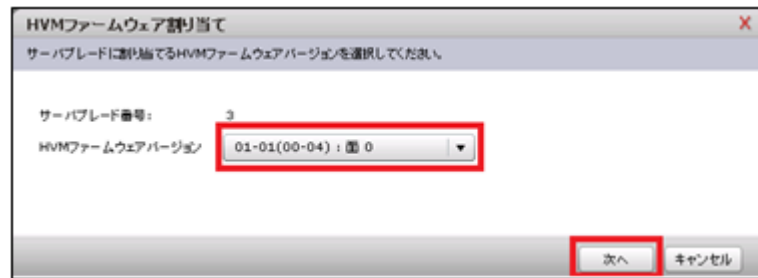 HVMファームウェア割り当て
サーバブレードに割り当てるHVMファームウェアバージョンを選択してください。
サーバブレード番号: 3
HVMファームウェアバージョン 01-01(00-04) : 面 0
次へ キャンセル